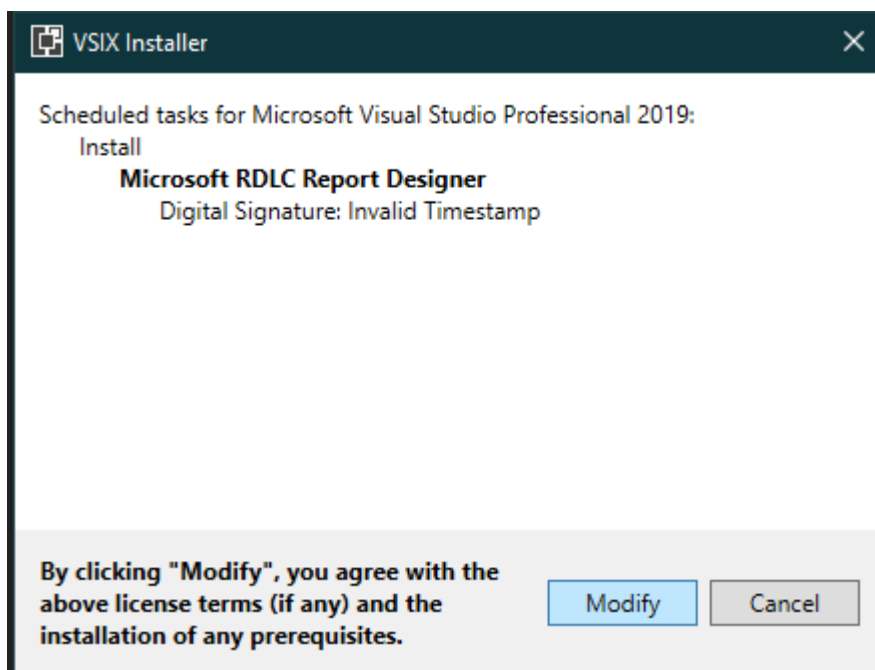 VSIX Installer
Scheduled tasks for Microsoft Visual Studio Professional 2019:
Install
Microsoft RDLC Report Designer
Digital Signature: Invalid Timestamp
By clicking "Modify", you agree with the
above license terms (if any) and the
installation of any prerequisites.
Modify
Cancel